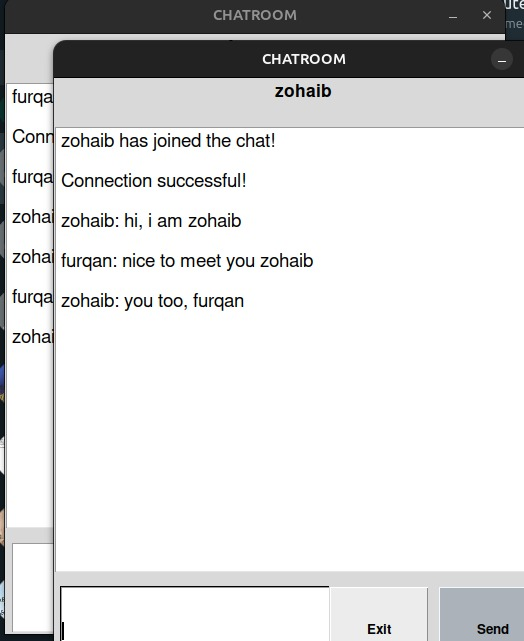 CHATROOM
CHATROOM
zohaib
furqa
Conn
furqa
zohai
zohai
furqa
zohai
zohaib has joined the chat!
Connection successful!
zohaib: hi, i am zohaib
furqan: nice to meet you zohaib
zohaib: you too, furqan
Exit
Send